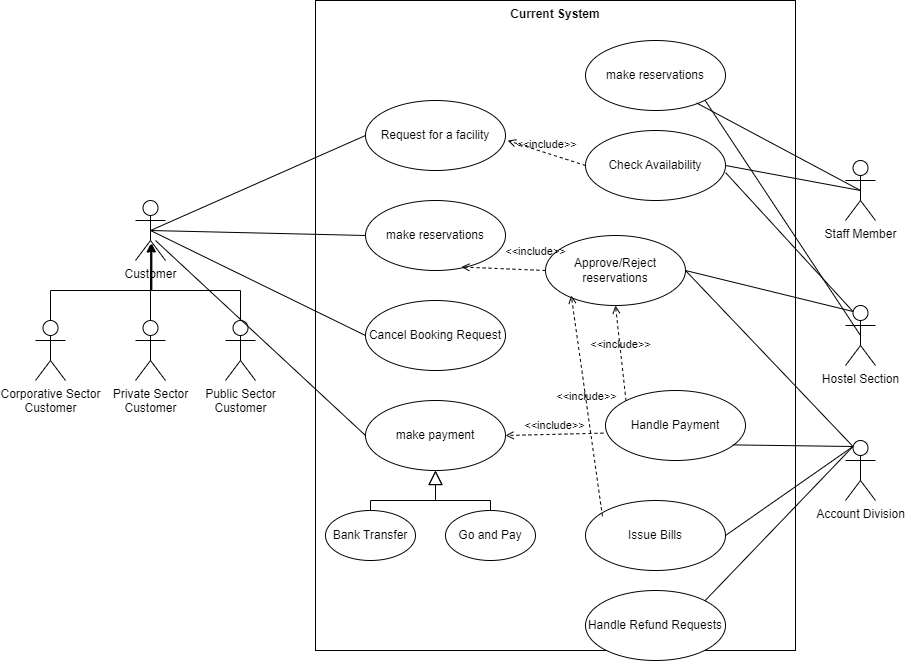 Current System
make reservations
Request for a facility
<<include>>
Check Availability
Staff Member
make reservations
<<include>>
Approve/Reject
reservations
Customer
Cancel Booking Request
<<include>>
Hostel Section
Corporative Sector
Customer
Private Sector
Customer
Public Sector
Customer
<<include>>
make payment
<<include>>
Handle Payment
Account Division
Bank Transfer
Go and Pay
Issue Bills
Handle Refund Requests